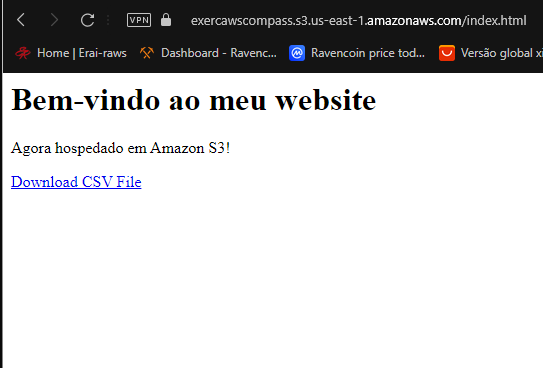 VPN exercawscompass.s3.us-east-1.amazonaws.com/index.html
Home | Erai-raws Dashboard - Ravenc... Ravencoin price tod... Versão global xi
Bem-vindo ao meu website
Agora hospedado em Amazon S3!
Download CSV File